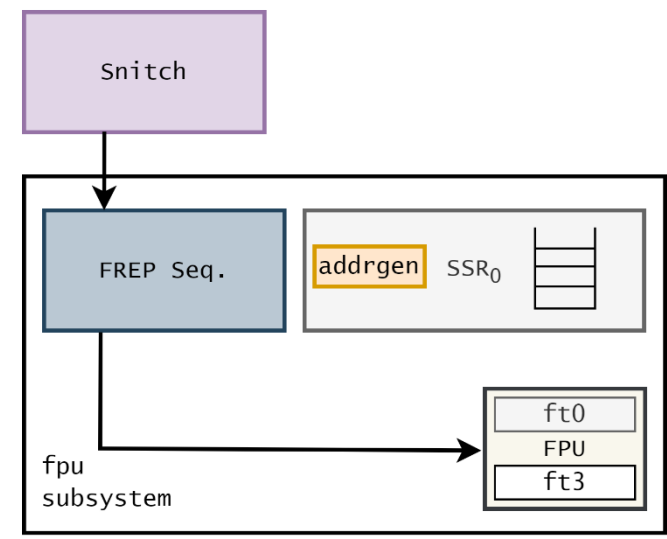 Snitch
FREP Seq.
addrgen
SSR0
ft0
FPU
ft3
fpu
subsystem